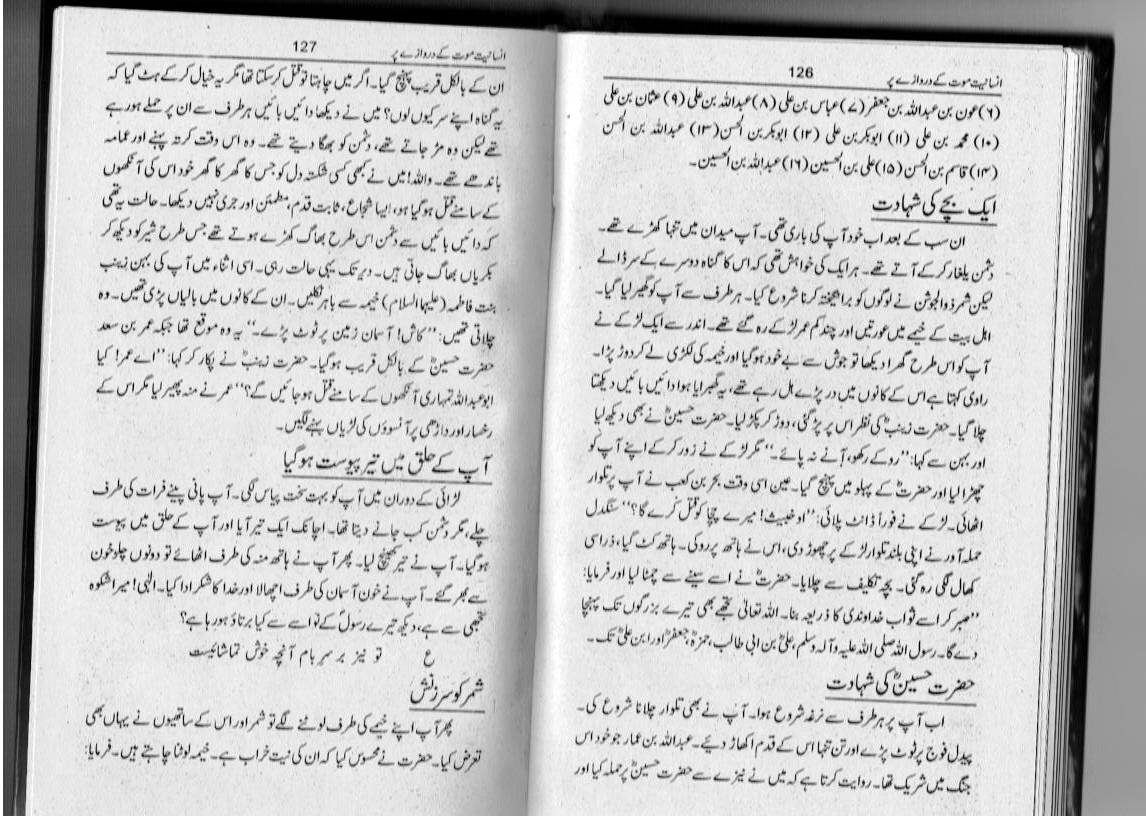 انسانیت موت کے دروازے پر
126
(۶) عون بن عبداللہ بن جعفر (۷) عباس بن علی (۸) عبداللہ بن علی (۹) عثمان بن علی
(۱۰) محمد بن علی (۱۱) ابوبکر بن علی (۱۲) ابوبکر بن الحسن (۱۳) عبداللہ بن الحسن
(۱۴) قاسم بن الحسن (۱۵) علی بن الحسین (۱۶) عبداللہ بن الحسین۔
ایک بچے کی شہادت
ان سب کے بعد اب خود آپ کی باری تھی۔ آپ میدان میں تنہا کھڑے تھے۔
دشمن یلغار کر کے آتے تھے۔ ہر ایک کی خواہش تھی کہ اس کا گناہ دوسرے کے سر ڈالے
لیکن شمر ذوالجوشن نے لوگوں کو برانگیختہ کرنا شروع کیا۔ ہر طرف سے آپ کو گھیر لیا گیا۔
اہل بیت کے خیمے میں عورتیں اور چند کم عمر لڑکے رہ گئے تھے۔ اندر سے ایک لڑکے نے
آپ کو اس طرح گھرا دیکھا تو جوش سے بے خود ہو گیا اور خیمہ کی لکڑی لے کر دوڑ پڑا۔
راوی کہتا ہے اس کے کانوں میں در پڑے ہل رہے تھے، یہ گھبرایا ہوا دائیں بائیں دیکھتا
چلا گیا۔ حضرت زینبؓ کی نظر اس پر پڑ گئی، دوڑ کر پکڑ لیا۔ حضرت حسینؓ نے بھی دیکھ لیا
اور بہن سے کہا: ”روکے رکھو، آنے نہ پائے۔“ مگر لڑکے نے زور کر کے اپنے آپ کو
چھڑا لیا اور حضرتؓ کے پہلو میں پہنچ گیا۔ عین اسی وقت بحر بن کعب نے آپ پر تلوار
اٹھائی۔ لڑکے نے فوراً ڈانٹ پلائی: ”او خبیث! میرے چچا کو قتل کرے گا؟“ سنگدل
حملہ آور نے اپنی بلند تلوار لڑکے پر چھوڑ دی، اس نے ہاتھ پر روکی۔ ہاتھ کٹ گیا، ذرا سی
کھال لگی رہ گئی۔ بچہ تکلیف سے چلایا۔ حضرتؓ نے اسے سینے سے چمٹا لیا اور فرمایا:
”صبر کر اسے ثواب خداوندی کا ذریعہ بنا۔ اللہ تعالیٰ تجھے بھی تیرے بزرگوں تک پہنچا
دے گا۔ رسول اللہ صلی اللہ علیہ و آلہ وسلم، علیؓ بن ابی طالب، حمزہؓ، جعفرؓ اور ابن علیؓ تک۔
حضرت حسینؓ کی شہادت
اب آپ پر ہر طرف سے نرغہ شروع ہوا۔ آپ نے بھی تلوار چلانا شروع کی۔
پیدل فوج پر ٹوٹ پڑے اور تن تنہا اس کے قدم اکھاڑ دیئے۔ عبداللہ بن عمار جو خود اس
جنگ میں شریک تھا۔ روایت کرتا ہے کہ میں نے نیزے سے حضرت حسینؓ پر حملہ کیا اور
انسانیت موت کے دروازے پر
127
ان کے بالکل قریب پہنچ گیا۔ اگر میں چاہتا تو قتل کر سکتا تھا مگر یہ خیال کر کے ہٹ گیا کہ
یہ گناہ اپنے سر کیوں لوں؟ میں نے دیکھا دائیں بائیں ہر طرف سے ان پر حملے ہو رہے
تھے لیکن وہ مڑ جاتے تھے، دشمن کو بھگا دیتے تھے۔ وہ اس وقت کرتہ پہنے اور عمامہ
باندھے تھے۔ واللہ! میں نے کبھی کسی شکستہ دل کو جس کا گھر کا گھر خود اس کی آنکھوں
کے سامنے قتل ہو گیا ہو، ایسا شجاع، ثابت قدم، مطمئن اور جری نہیں دیکھا۔ حالت یہ تھی
کہ دائیں بائیں سے دشمن اس طرح بھاگ کھڑے ہوتے تھے جس طرح شیر کو دیکھ کر
بکریاں بھاگ جاتی ہیں۔ دیر تک یہی حالت رہی۔ اسی اثناء میں آپ کی بہن زینب
بنت فاطمہ (علیہا السلام) خیمہ سے باہر نکلیں۔ ان کے کانوں میں بالیاں پڑی تھیں۔ وہ
چلاتی تھیں: ”کاش! آسمان زمین پر ٹوٹ پڑے۔“ یہ وہ موقع تھا جبکہ عمر بن سعد
حضرت حسینؓ کے بالکل قریب ہو گیا۔ حضرت زینبؓ نے پکار کر کہا: ”اے عمر! کیا
ابو عبداللہ تمہاری آنکھوں کے سامنے قتل ہو جائیں گے؟“ عمر نے منہ پھیر لیا مگر اس کے
رخسار اور داڑھی پر آنسوؤں کی لڑیاں بہنے لگیں۔
آپ کے حلق میں تیر پیوست ہو گیا
لڑائی کے دوران میں آپ کو بہت سخت پیاس لگی۔ آپ پانی پینے فرات کی طرف
چلے، مگر دشمن کب جانے دیتا تھا۔ اچانک ایک تیر آیا اور آپ کے حلق میں پیوست
ہو گیا۔ آپ نے تیر کھینچ لیا۔ پھر آپ نے ہاتھ منہ کی طرف اٹھائے تو دونوں چلو خون
سے بھر گئے۔ آپ نے خون آسمان کی طرف اچھالا اور خدا کا شکر ادا کیا۔ الٰہی! میرا شکوہ
تجھی سے ہے، دیکھ تیرے رسولؐ کے نواسے سے کیا برتاؤ ہو رہا ہے؟
ع تو نیز بر سر بام آنچہ خوش تماشائیست
شمر کو سرزنش
پھر آپ اپنے خیمے کی طرف لوٹنے لگے تو شمر اور اس کے ساتھیوں نے یہاں بھی
تعرض کیا۔ حضرت نے محسوس کیا کہ ان کی نیت خراب ہے۔ خیمہ لوٹنا چاہتے ہیں۔ فرمایا: